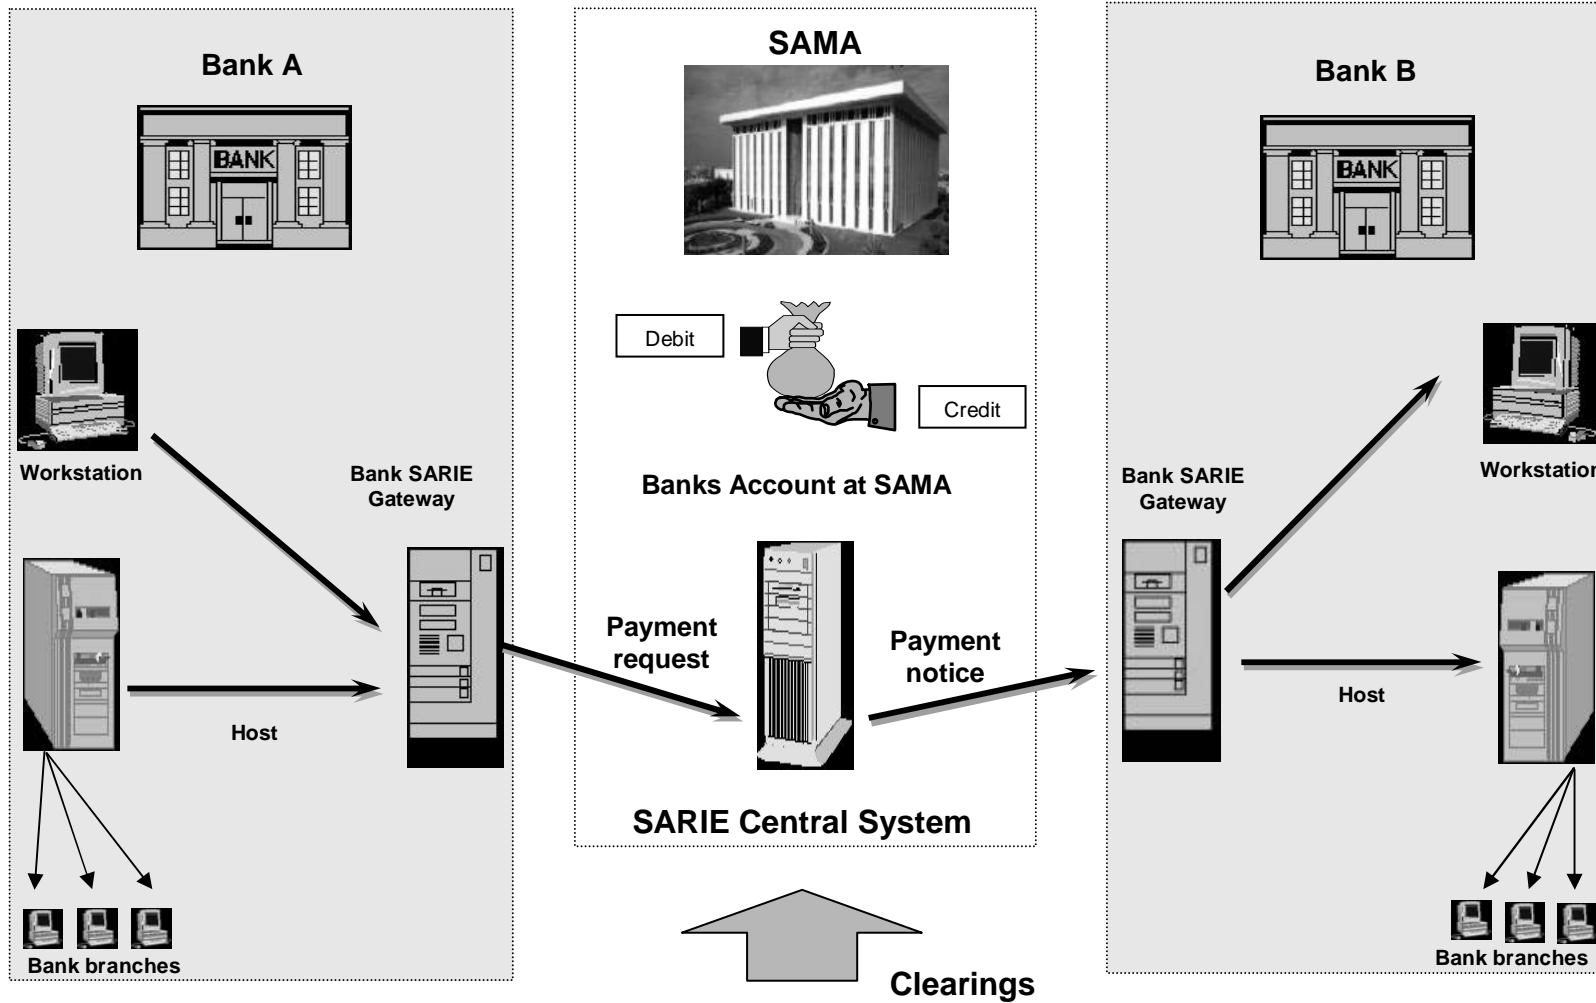 Bank A
BANK
Workstation
Bank SARIE
Gateway
Host
Bank branches
SAMA
Debit
Credit
Banks Account at SAMA
Payment
request
Payment
notice
SARIE Central System
Clearings
Bank B
BANK
Bank SARIE
Gateway
Workstation
Host
Bank branches